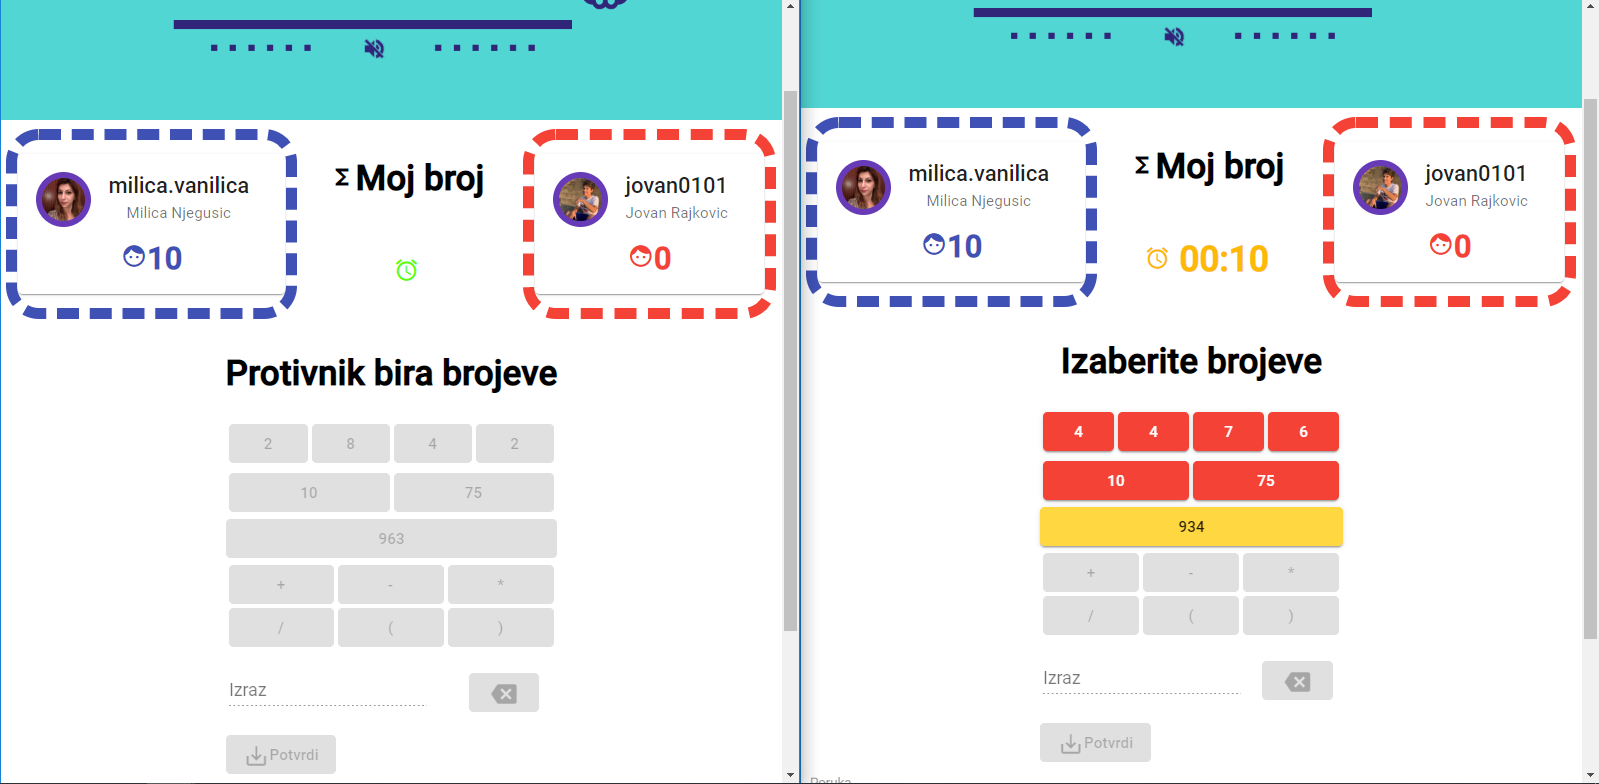 milica.vanilica
Milica Njegusic
10
Σ Moj broj
jovan0101
Jovan Rajkovic
0
Protivnik bira brojeve
2 8 4 2
10 75
963
+ - *
/ ( )
Izraz
Potvrdi
milica.vanilica
Milica Njegusic
10
Σ Moj broj
00:10
jovan0101
Jovan Rajkovic
0
Izaberite brojeve
4 4 7 6
10 75
934
+ - *
/ ( )
Izraz
Potvrdi
Poruka